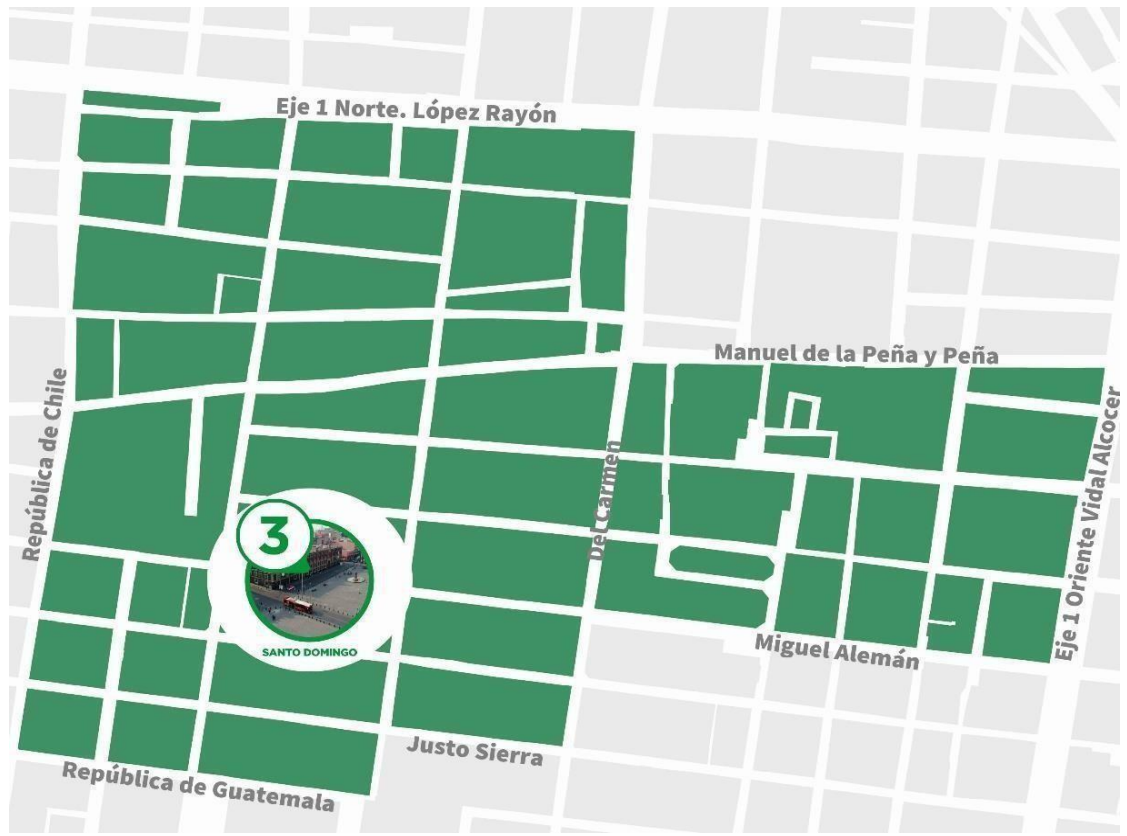 Eje 1 Norte. López Rayón
Manuel de la Peña y Peña
República de Chile
Del Carmen
Eje 1 Oriente Vidal Alcocer
3
SANTO DOMINGO
Miguel Alemán
Justo Sierra
República de Guatemala